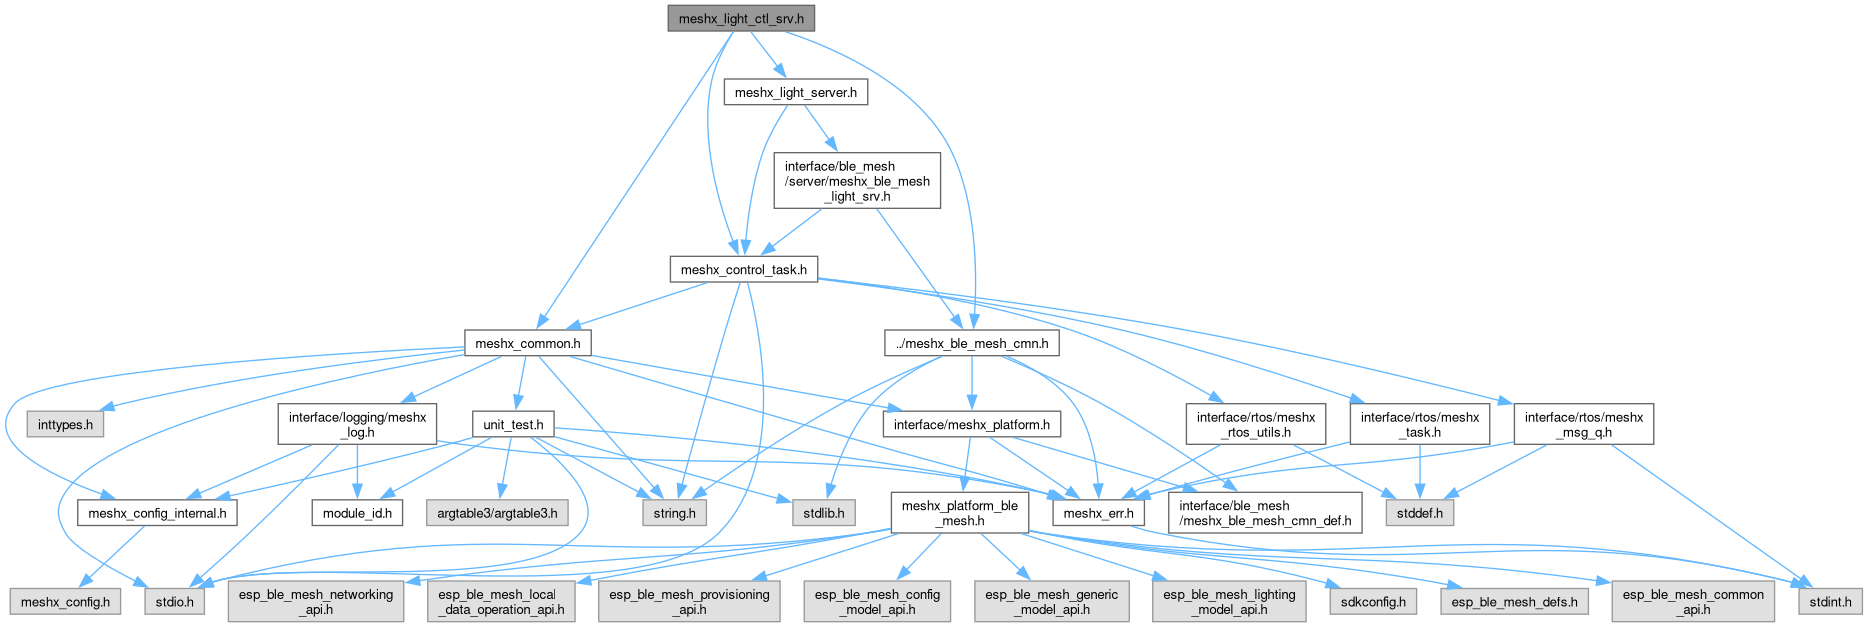 meshx_light_ctl_srv.h
meshx_light_server.h
interface/ble_mesh
/server/meshx_ble_mesh
_light_srv.h
meshx_control_task.h
meshx_common.h
../meshx_ble_mesh_cmn.h
inttypes.h
interface/logging/meshx
_log.h
unit_test.h
interface/meshx_platform.h
interface/rtos/meshx
_rtos_utils.h
interface/rtos/meshx
_task.h
interface/rtos/meshx
_msg_q.h
meshx_config_internal.h
module_id.h
argtable3/argtable3.h
string.h
stdlib.h
meshx_platform_ble
_mesh.h
meshx_err.h
interface/ble_mesh
/meshx_ble_mesh_cmn_def.h
stddef.h
meshx_config.h
stdio.h
esp_ble_mesh_networking
_api.h
esp_ble_mesh_local
_data_operation_api.h
esp_ble_mesh_provisioning
_api.h
esp_ble_mesh_config
_model_api.h
esp_ble_mesh_generic
_model_api.h
esp_ble_mesh_lighting
_model_api.h
sdkconfig.h
esp_ble_mesh_defs.h
esp_ble_mesh_common
_api.h
stdint.h